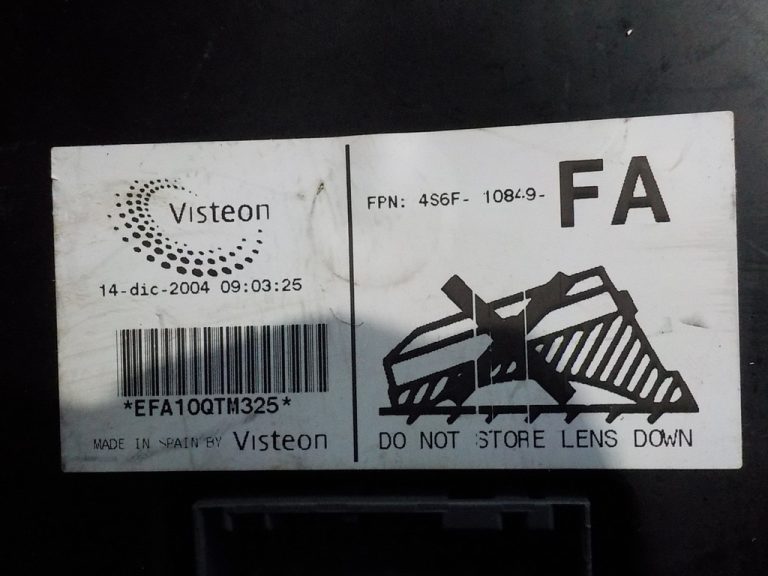 Visteon
14-dic-2004 09:03:25
*EFA10QTM325*
MADE IN SPAIN BY Visteon
FPN: 4S6F- 10849- FA
DO NOT STORE LENS DOWN